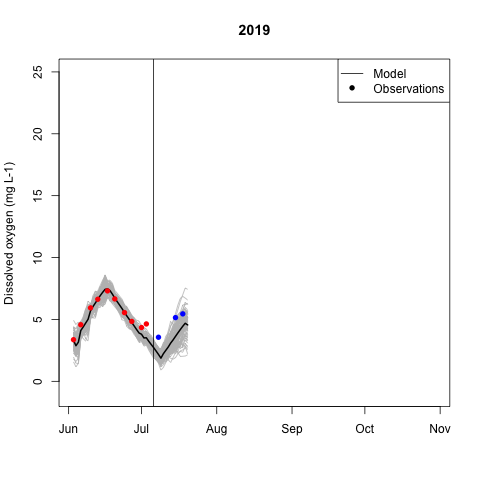 2019
Model
Observations
Dissolved oxygen (mg L-1)
25
20
15
10
5
0
Jun Jul Aug Sep Oct Nov